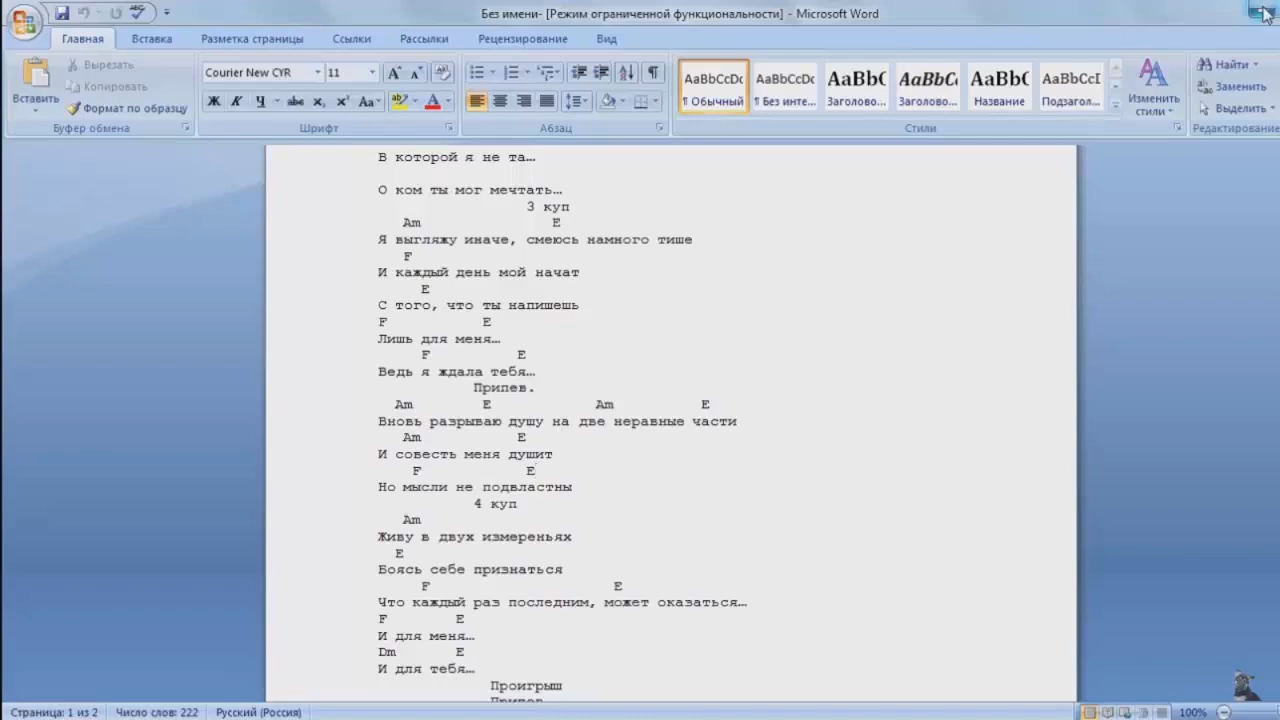 Без имени- [Режим ограниченной функциональности] - Microsoft Word
Главная Вставка Разметка страницы Ссылки Рассылки Рецензирование Вид
Вставить
Вырезать
Копировать
Формат по образцу
Буфер обмена
Courier New CYR 11
Ж К Ч abc x₂ x² Aa
Шрифт
Абзац
AaBbCcDc AaBbCcDc AaBbC AaBbCc AaBbC AaBbCcI
¶ Обычный ¶ Без инте... Заголово... Заголово... Название Подзагол...
Изменить стили
Стили
Найти
Заменить
Выделить
Редактирование
В которой я не та…
О ком ты мог мечтать…
3 куп
Am E
Я выгляжу иначе, смеюсь намного тише
F
И каждый день мой начат
E
С того, что ты напишешь
F E
Лишь для меня…
F E
Ведь я ждала тебя…
Припев.
Am E Am E
Вновь разрываю душу на две неравные части
Am E
И совесть меня душит
F E
Но мысли не подвластны
4 куп
Am
Живу в двух измереньях
E
Боясь себе признаться
F E
Что каждый раз последним, может оказаться…
F E
И для меня…
Dm E
И для тебя…
Проигрыш
Припев
Страница: 1 из 2 Число слов: 222 Русский (Россия) 100%